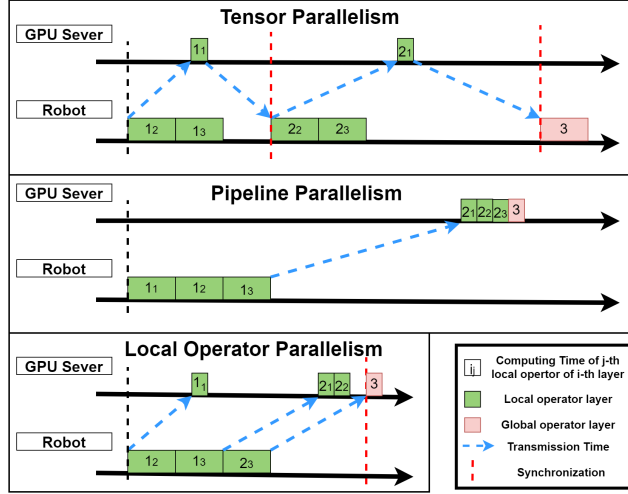 Tensor Parallelism
GPU Sever
1₁
2₁
Robot
1₂ 1₃ 2₂ 2₃ 3
GPU Sever
Pipeline Parallelism
2₁ 2₂ 2₃ 3
Robot
1₁ 1₂ 1₃
Local Operator Parallelism
GPU Sever
1₁ 2₁ 2₂ 3
Robot
1₂ 1₃ 2₃
iⱼ Computing Time of j-th
local opertor of i-th layer
Local operator layer
Global operator layer
Transmission Time
Synchronization